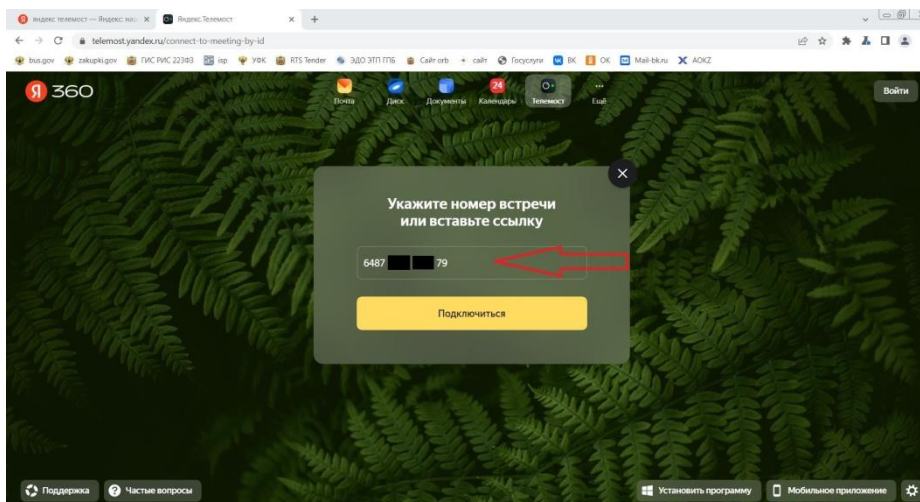 яндекс телемост — Яндекс: наш
Яндекс.Телемост
telemost.yandex.ru/connect-to-meeting-by-id
bus.gov zakupki.gov ГИС РИС 223ФЗ isp УФК RTS Tender ЭДО ЭТП ГПБ Сайт orb сайт Госуслуги ВК ОК Mail-bk.ru АОКZ
Я 360
24
Почта Диск Документы Календарь Телемост Ещё
Войти
Укажите номер встречи
или вставьте ссылку
6487 79
Подключиться
Поддержка
Частые вопросы
Установить программу
Мобильное приложение